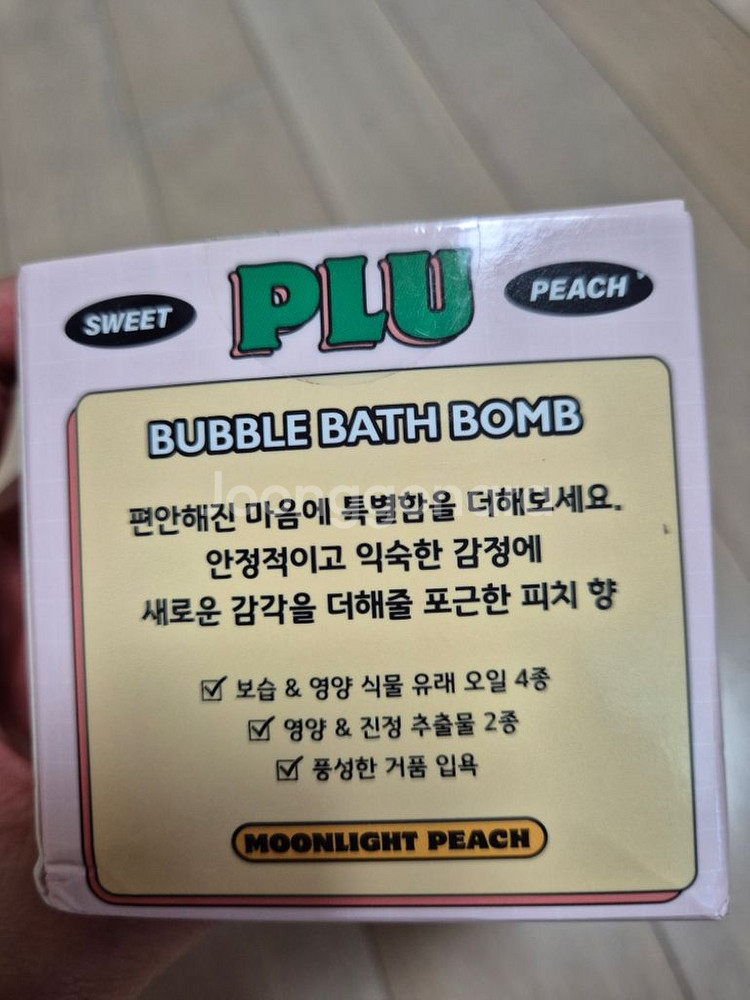 SWEET PLU PEACH
BUBBLE BATH BOMB
편안해진 마음에 특별함을 더해보세요.
안정적이고 익숙한 감정에
새로운 감각을 더해줄 포근한 피치 향
☑ 보습 & 영양 식물 유래 오일 4종
☑ 영양 & 진정 추출물 2종
☑ 풍성한 거품 입욕
MOONLIGHT PEACH